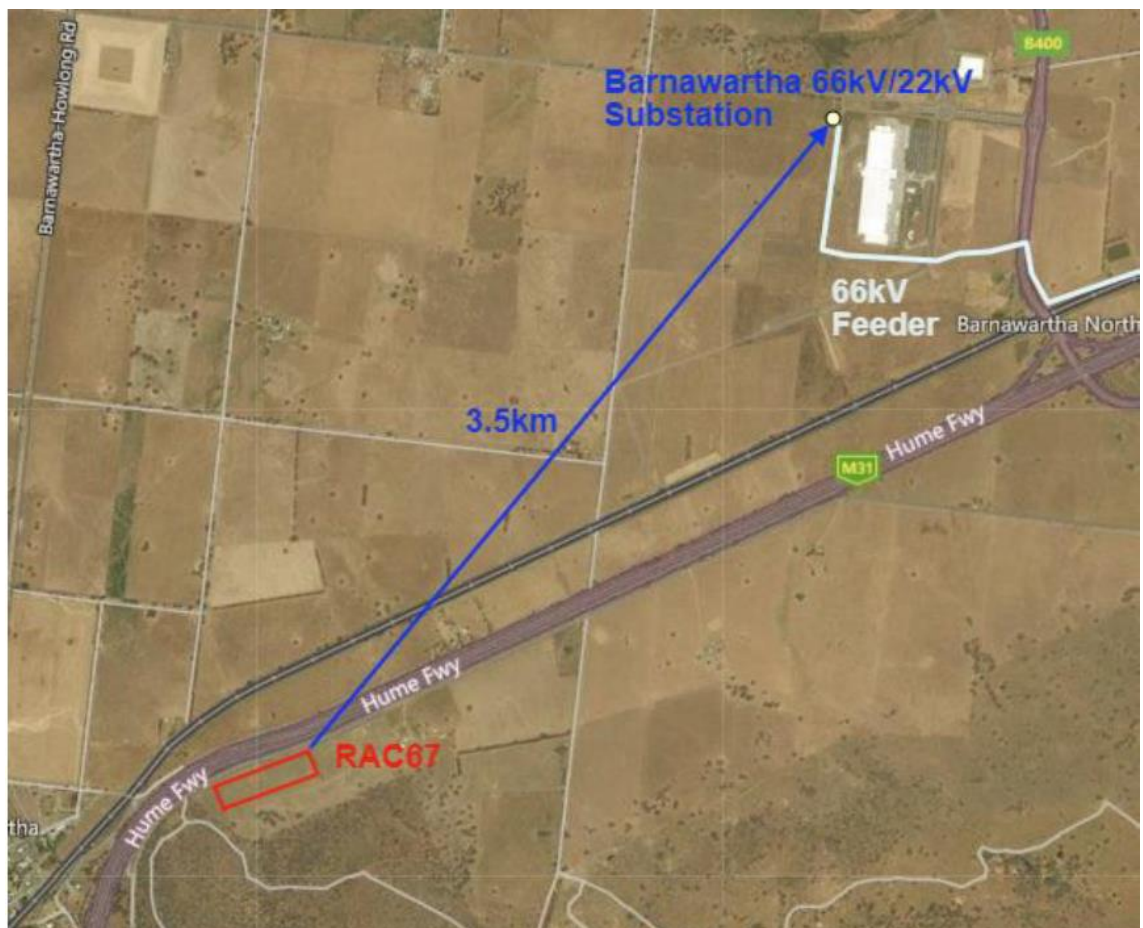 Barnawartha-Howlong Rd
B400
Barnawartha 66kV/22kV
Substation
66kV
Feeder
Barnawartha North
3.5km
Hume Fwy
M31
Hume Fwy
RAC67
Hume Fwy
rtha